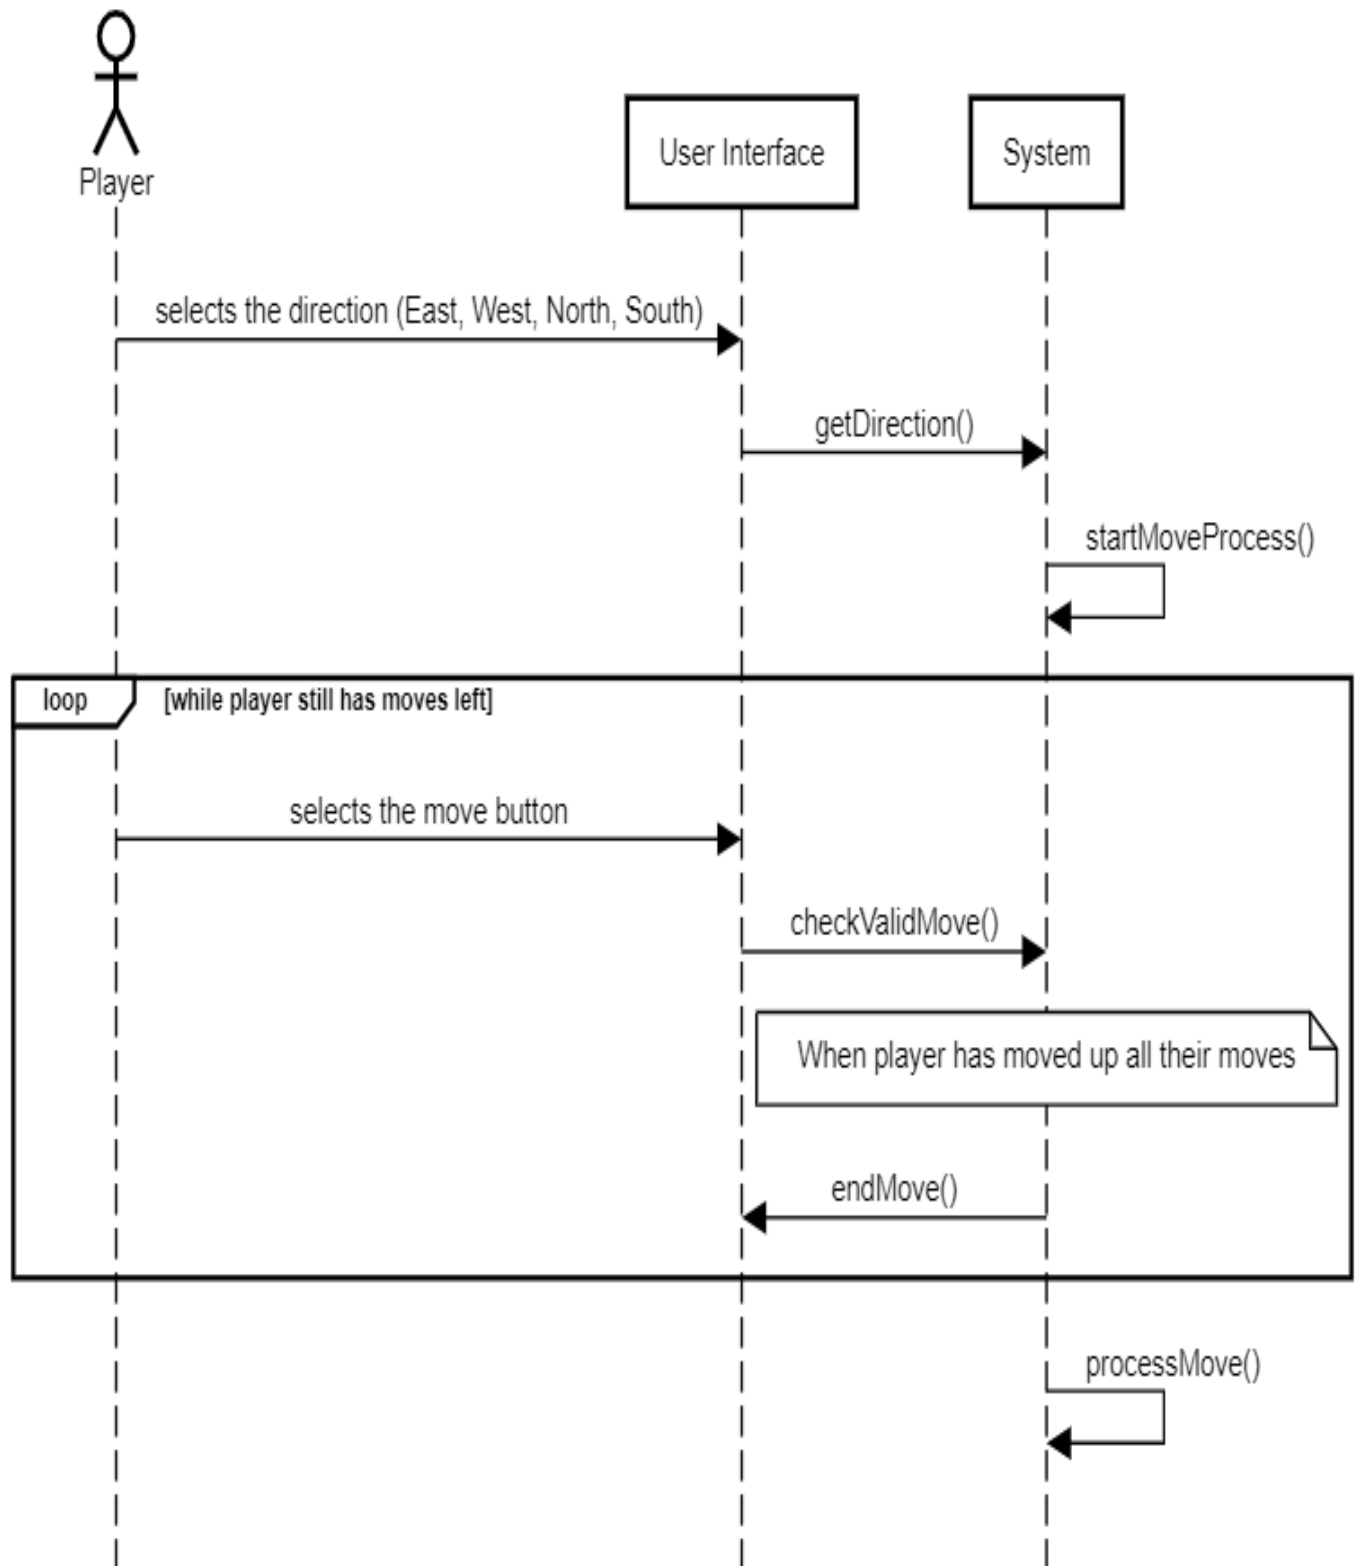 Player
User Interface
System
selects the direction (East, West, North, South)
getDirection()
startMoveProcess()
loop
[while player still has moves left]
selects the move button
checkValidMove()
When player has moved up all their moves
endMove()
processMove()